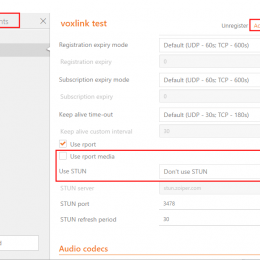 nts
voxlink test
Unregister
Registration expiry mode
Default (UDP - 60s; TCP - 600s)
Registration expiry
0
Subscription expiry mode
Default (UDP - 60s; TCP - 600s)
Subscription expiry
0
Keep alive time-out
Default (UDP - 30s; TCP - 180s)
Keep alive custom interval
30
Use rport
Use rport media
Use STUN
Don't use STUN
STUN server
STUN port
3478
STUN refresh period
30
Audio codecs